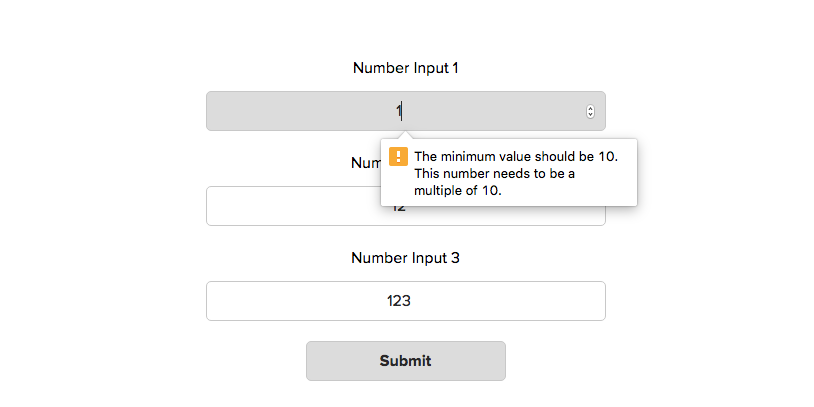 Number Input 1
1
The minimum value should be 10.
This number needs to be a
multiple of 10.
Num
12
Number Input 3
123
Submit